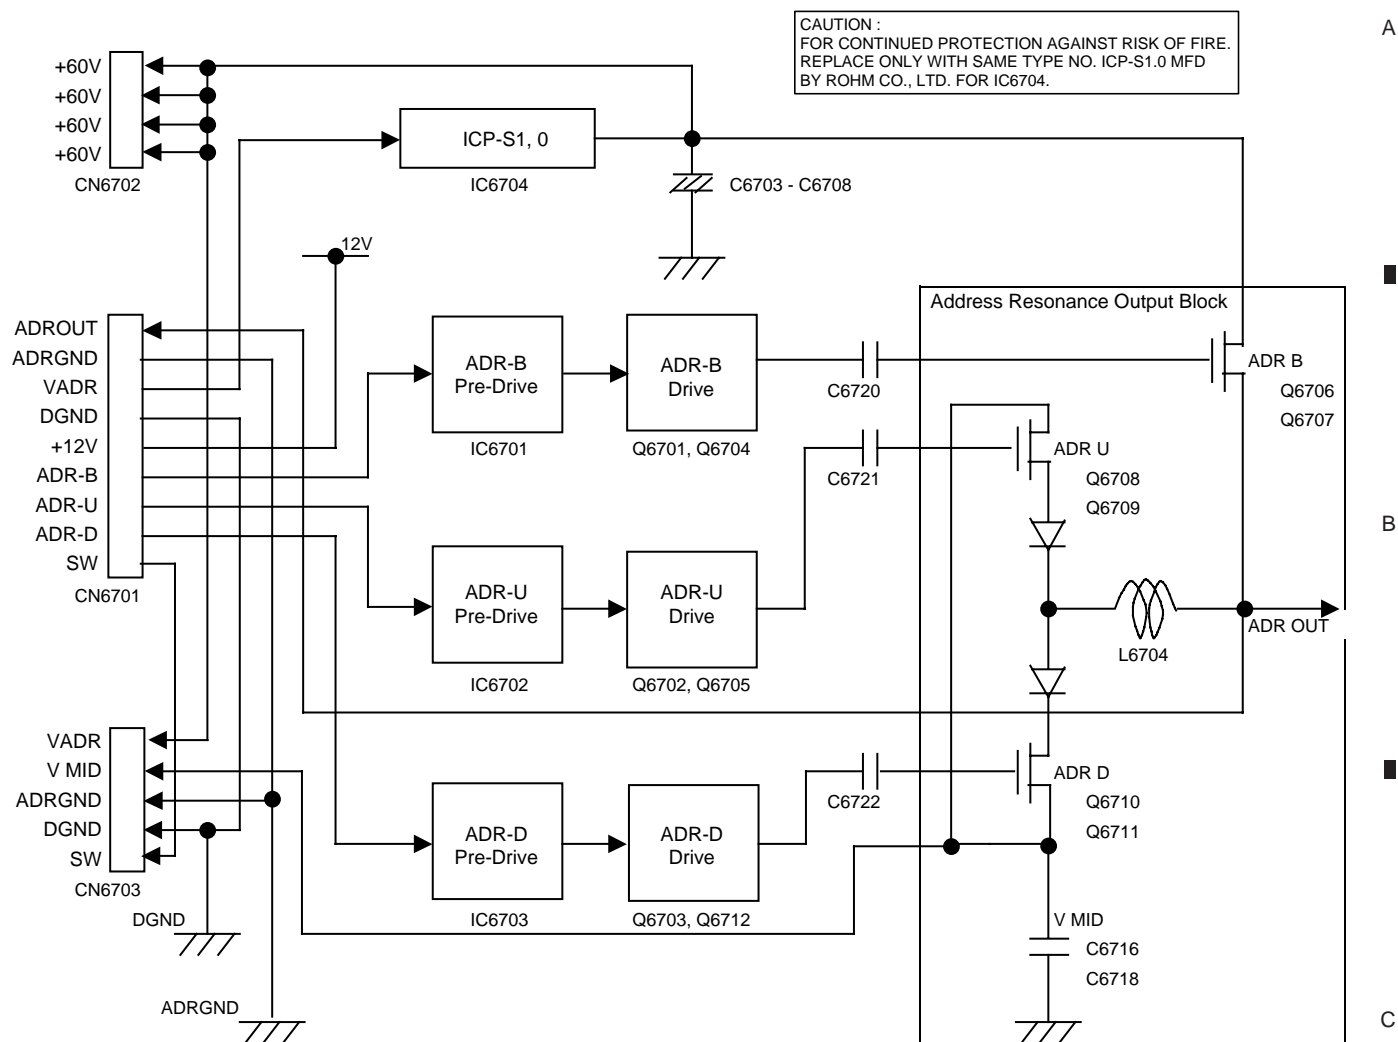 CAUTION :
FOR CONTINUED PROTECTION AGAINST RISK OF FIRE.
REPLACE ONLY WITH SAME TYPE NO. ICP-S1.0 MFD
BY ROHM CO., LTD. FOR IC6704.
A
+60V
+60V
+60V
+60V
CN6702
ICP-S1, 0
IC6704
C6703 - C6708
12V
Address Resonance Output Block
ADROUT
ADRGND
VADR
DGND
+12V
ADR-B
ADR-U
ADR-D
SW
CN6701
ADR-B
Pre-Drive
IC6701
ADR-B
Drive
Q6701, Q6704
C6720
ADR B
Q6706
Q6707
C6721
ADR U
Q6708
Q6709
B
ADR-U
Pre-Drive
IC6702
ADR-U
Drive
Q6702, Q6705
L6704
ADR OUT
VADR
V MID
ADRGND
DGND
SW
CN6703
ADR-D
Pre-Drive
IC6703
ADR-D
Drive
Q6703, Q6712
C6722
ADR D
Q6710
Q6711
DGND
V MID
C6716
C6718
ADRGND
C